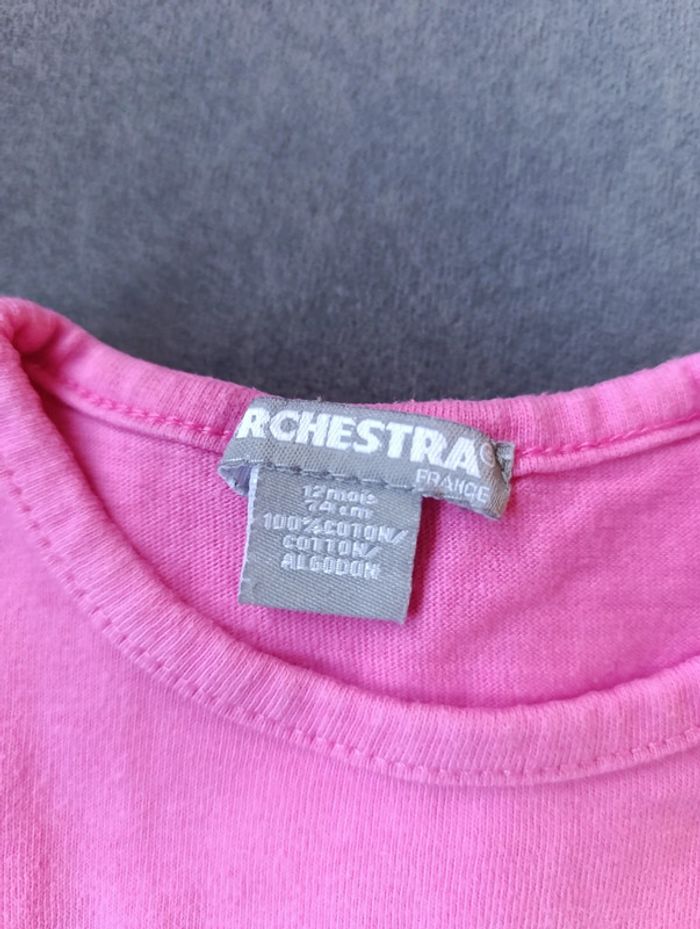 RCHESTRA®
FRANCE
12 mois
74 cm
100% COTON/
COTTON/
ALGODON